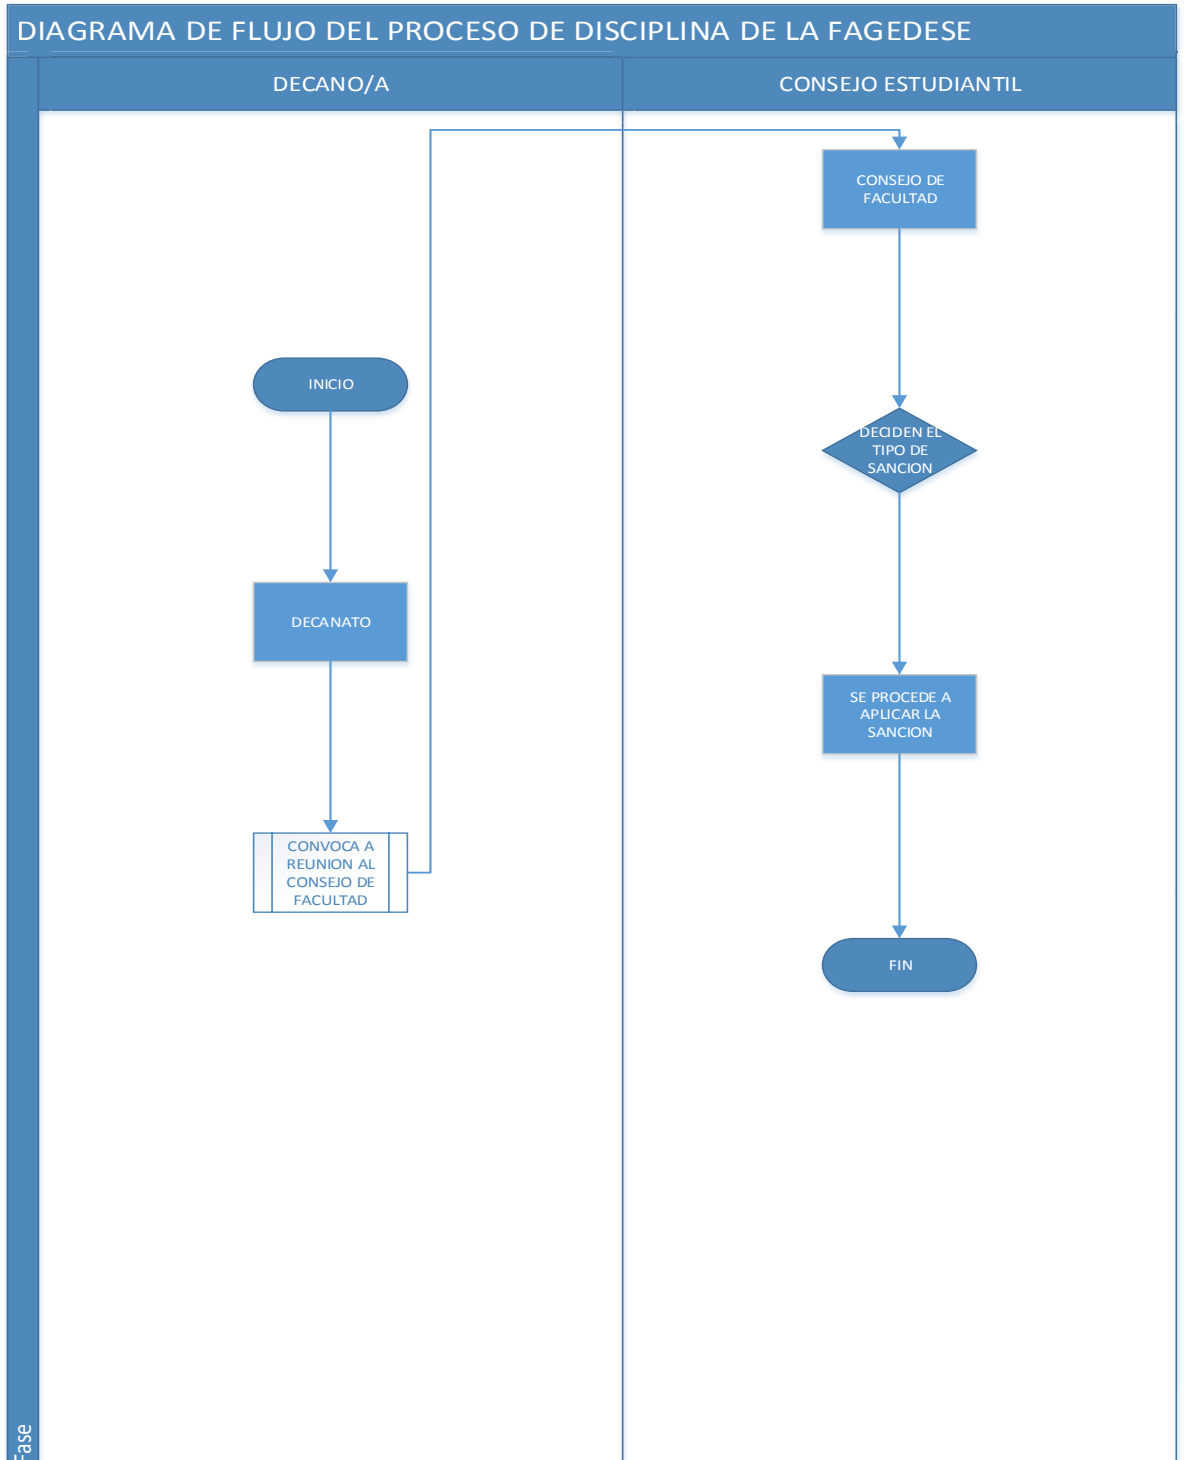 DIAGRAMA DE FLUJO DEL PROCESO DE DISCIPLINA DE LA FAGEDESE
DECANO/A
CONSEJO ESTUDIANTIL
INICIO
DECANATO
CONVOCA A
REUNION AL
CONSEJO DE
FACULTAD
CONSEJO DE
FACULTAD
DECIDEN EL
TIPO DE
SANCION
SE PROCEDE A
APLICAR LA
SANCION
FIN
Fase